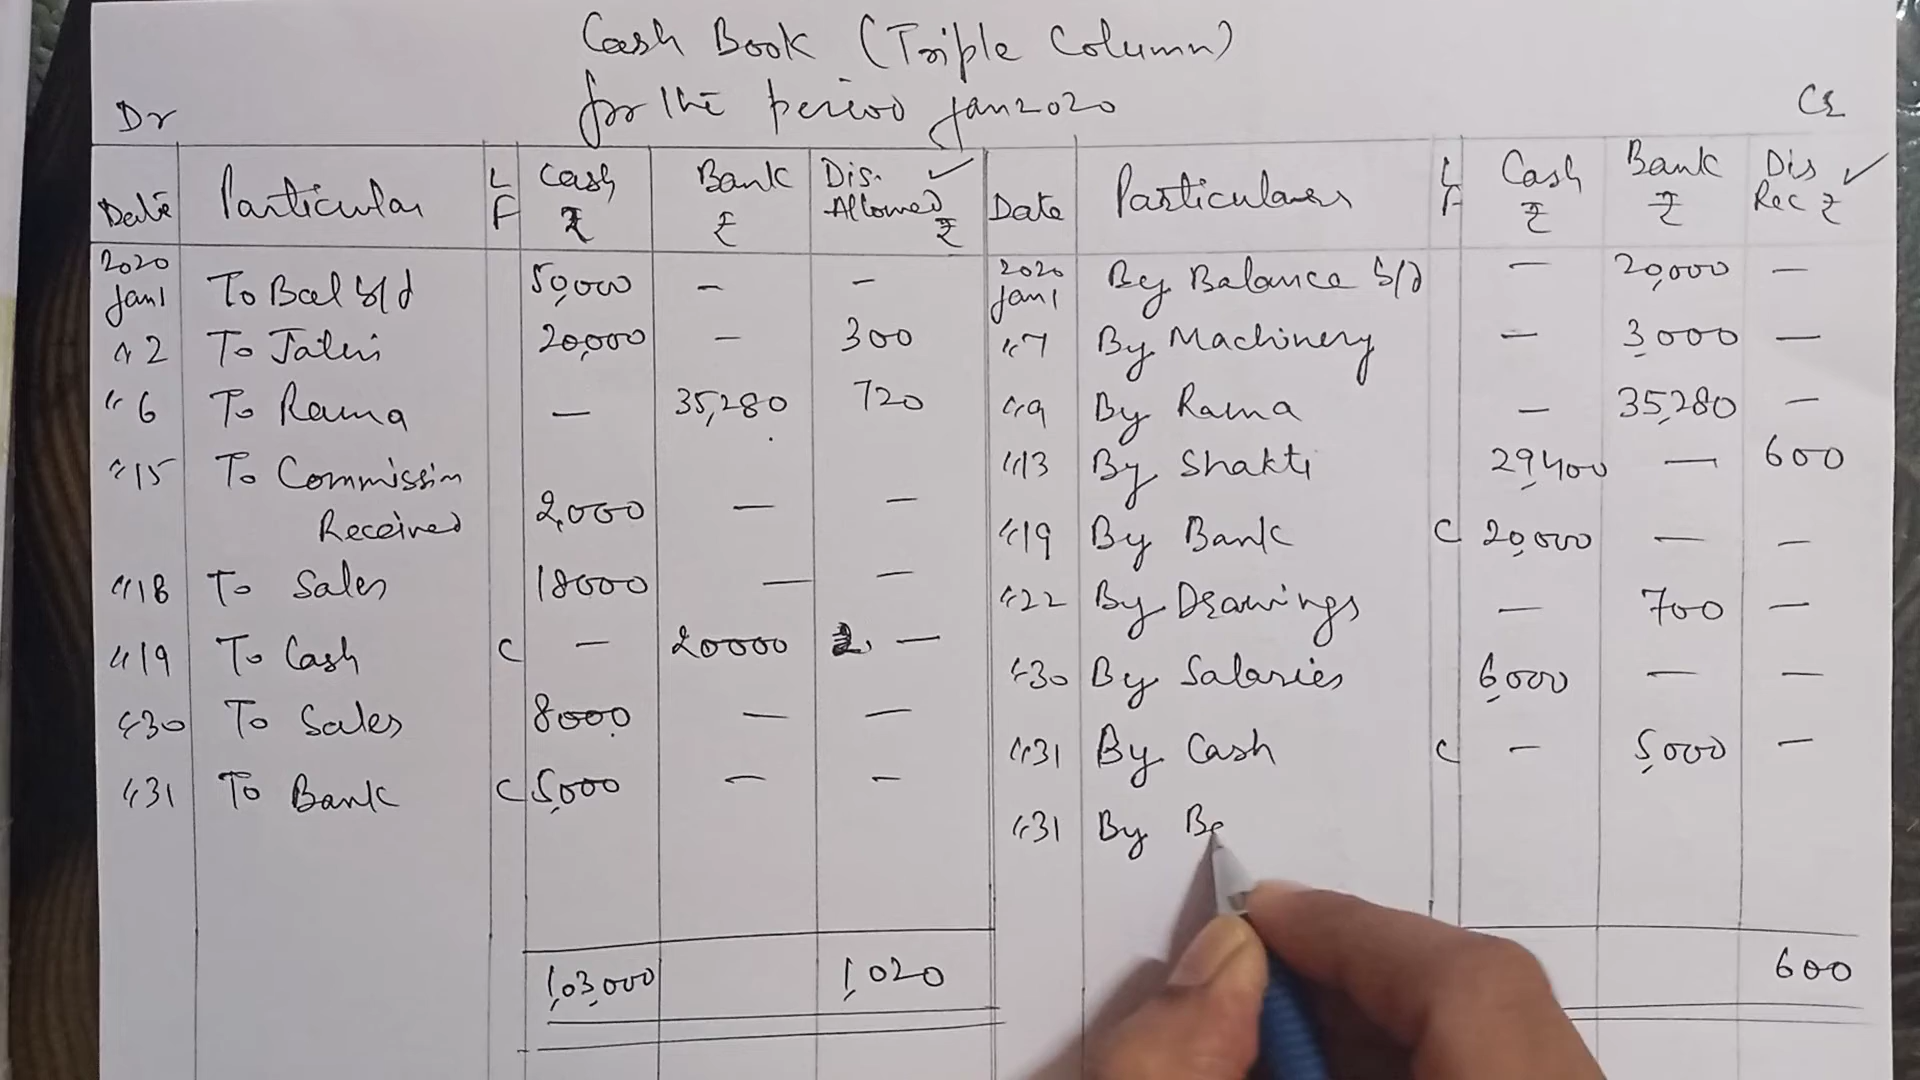 Cash Book (Triple Column)
for the period Jan 2020
Dr Cr
Date Particular LF Cash ₹ Bank ₹ Dis. Allowed ₹ Date Particulars LF Cash ₹ Bank ₹ Dis Rec ₹
2020 Jan 1 To Bal b/d 50,000 - - 2020 Jan 1 By Balance b/d - 20,000 -
"2 To 20,000 - 300 "7 By Machinery - 3,000 -
"6 To Rama - 35,280 720 "9 By Rama - 35,280 -
"15 To Commission "13 By Shakti 29,400 - 600
Received 2,000 - - "19 By Bank C 20,000 - -
"18 To Sales 18000 - - "22 By Drawings - 700 -
"19 To Cash C - 20000 - "30 By Salaries 6,000 - -
"30 To Sales 8000 - - "31 By Cash C - 5,000 -
"31 To Bank C 5,000 - - "31 By Be
1,03,000 1,020 600